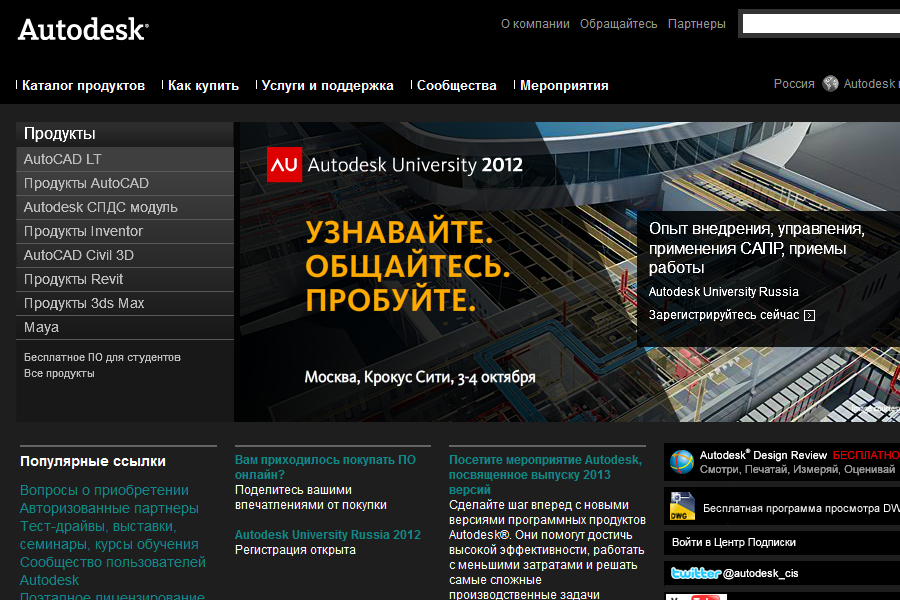 Autodesk®
О компании Обращайтесь Партнеры
Каталог продуктов Как купить Услуги и поддержка Сообщества Мероприятия
Россия Autodesk
Продукты
AutoCAD LT
Продукты AutoCAD
Autodesk СПДС модуль
Продукты Inventor
AutoCAD Civil 3D
Продукты Revit
Продукты 3ds Max
Maya
Бесплатное ПО для студентов
Все продукты
AU Autodesk University 2012
УЗНАВАЙТЕ.
ОБЩАЙТЕСЬ.
ПРОБУЙТЕ.
Москва, Крокус Сити, 3-4 октября
Опыт внедрения, управления,
применения САПР, приемы
работы
Autodesk University Russia
Зарегистрируйтесь сейчас
Популярные ссылки
Вопросы о приобретении
Авторизованные партнеры
Тест-драйвы, выставки,
семинары, курсы обучения
Сообщество пользователей
Autodesk
Поэтапное лицензирование
Вам приходилось покупать ПО
онлайн?
Поделитесь вашими
впечатлениями от покупки
Autodesk University Russia 2012
Регистрация открыта
Посетите мероприятие Autodesk,
посвященное выпуску 2013
версий
Сделайте шаг вперед с новыми
версиями программных продуктов
Autodesk®. Они помогут достичь
высокой эффективности, работать
с меньшими затратами и решать
самые сложные
производственные задачи
Autodesk® Design Review БЕСПЛАТНО
Смотри, Печатай, Измеряй, Оценивай
DWG Бесплатная программа просмотра DW
Войти в Центр Подписки
twitter @autodesk_cis